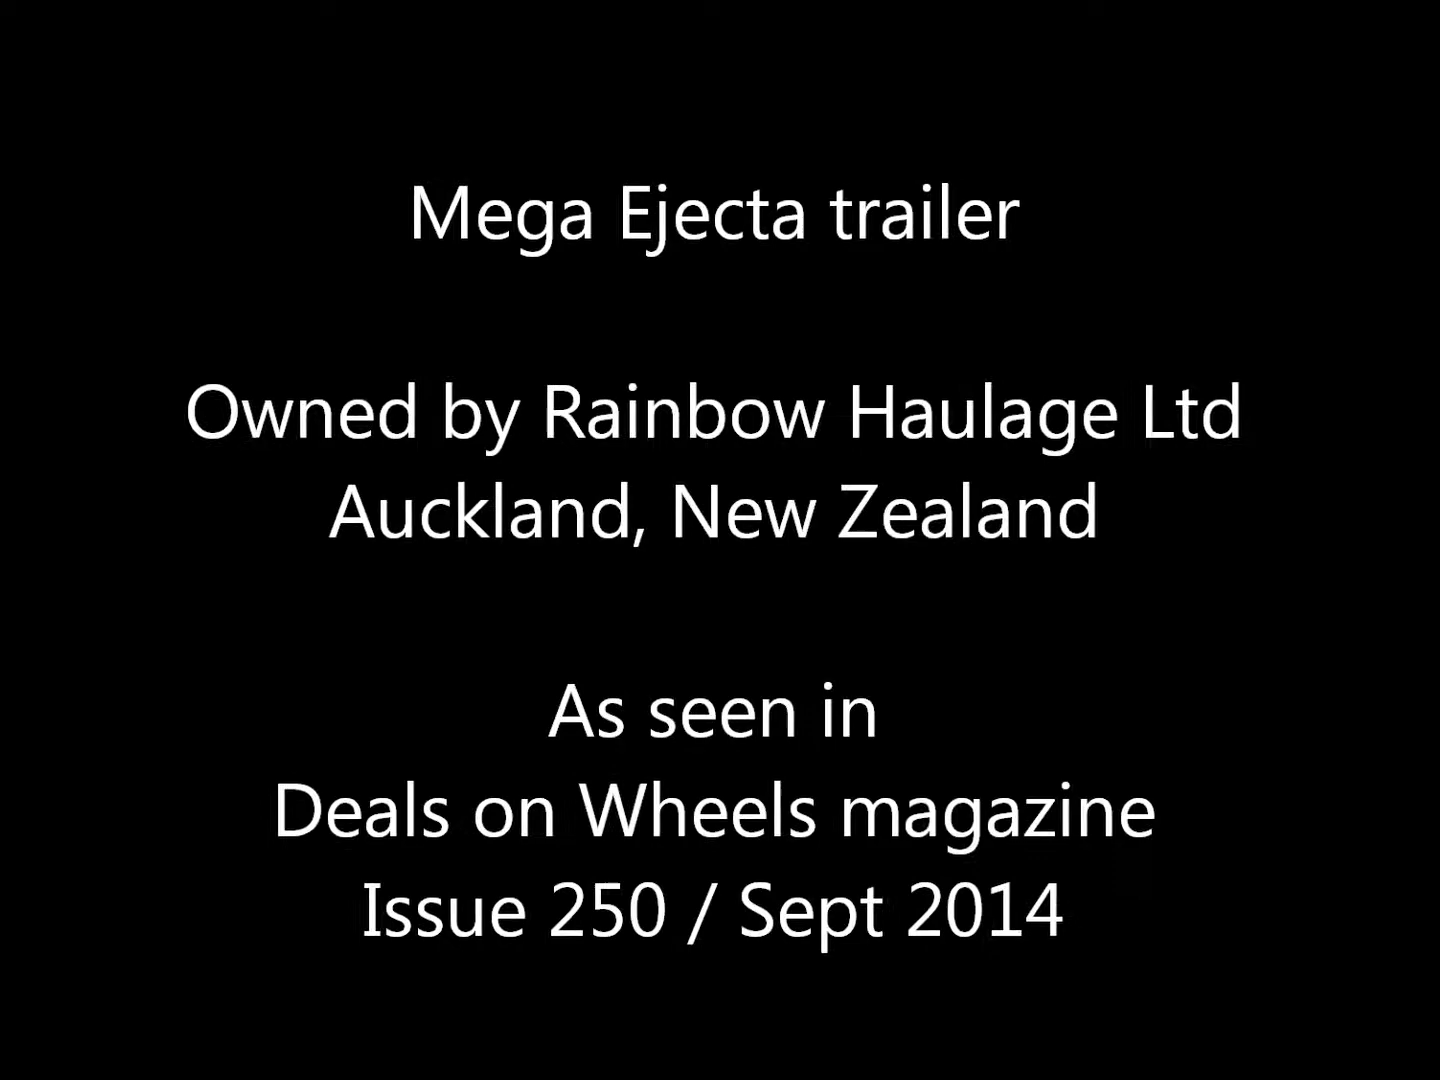 Mega Ejecta trailer
Owned by Rainbow Haulage Ltd
Auckland, New Zealand
As seen in
Deals on Wheels magazine
Issue 250 / Sept 2014